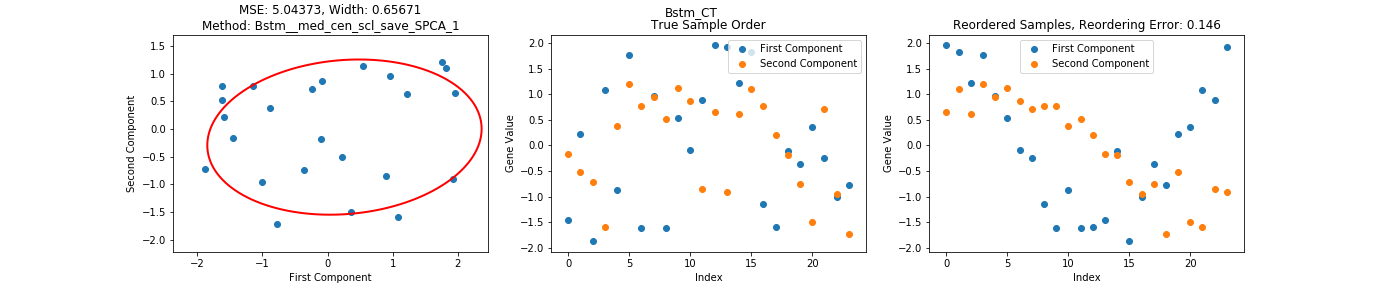 Bstm_CT
MSE: 5.04373, Width: 0.65671
Method: Bstm__med_cen_scl_save_SPCA_1
1.5
1.0
0.5
0.0
−0.5
−1.0
−1.5
−2.0
Second Component
−2
−1
0
1
2
First Component
True Sample Order
First Component
Second Component
2.0
1.5
1.0
0.5
0.0
−0.5
−1.0
−1.5
−2.0
Gene Value
0
5
10
15
20
Index
Reordered Samples, Reordering Error: 0.146
First Component
Second Component
2.0
1.5
1.0
0.5
0.0
−0.5
−1.0
−1.5
−2.0
Gene Value
0
5
10
15
20
Index